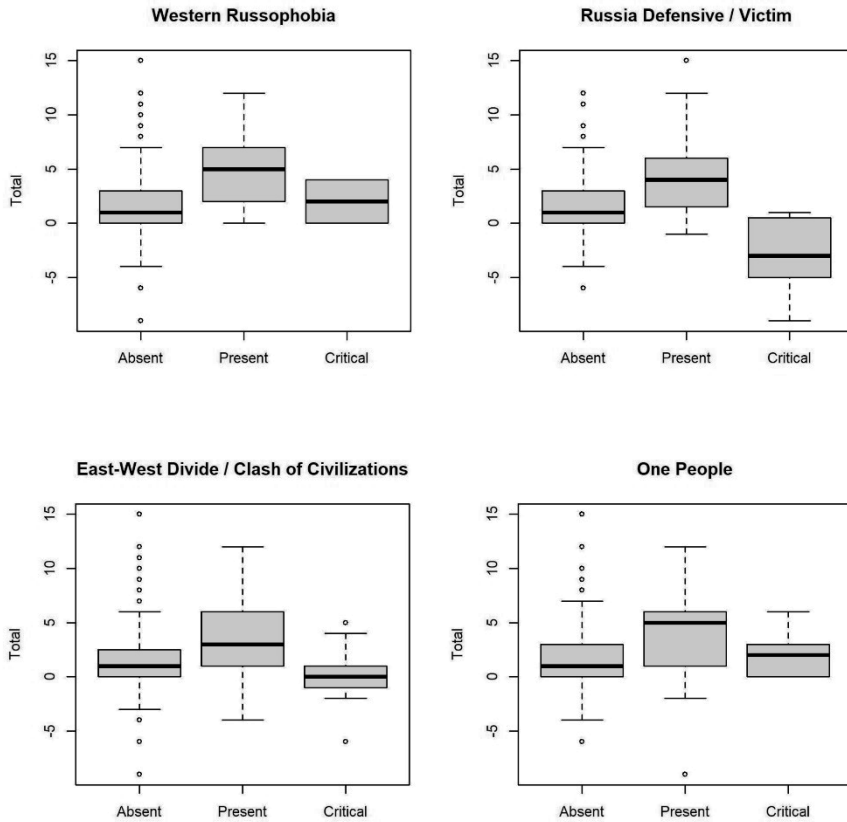 Western Russophobia
Russia Defensive / Victim
Total
15
10
5
0
-5
Absent
Present
Critical
Total
15
10
5
0
-5
Absent
Present
Critical
East-West Divide / Clash of Civilizations
One People
Total
15
10
5
0
-5
Absent
Present
Critical
Total
15
10
5
0
-5
Absent
Present
Critical